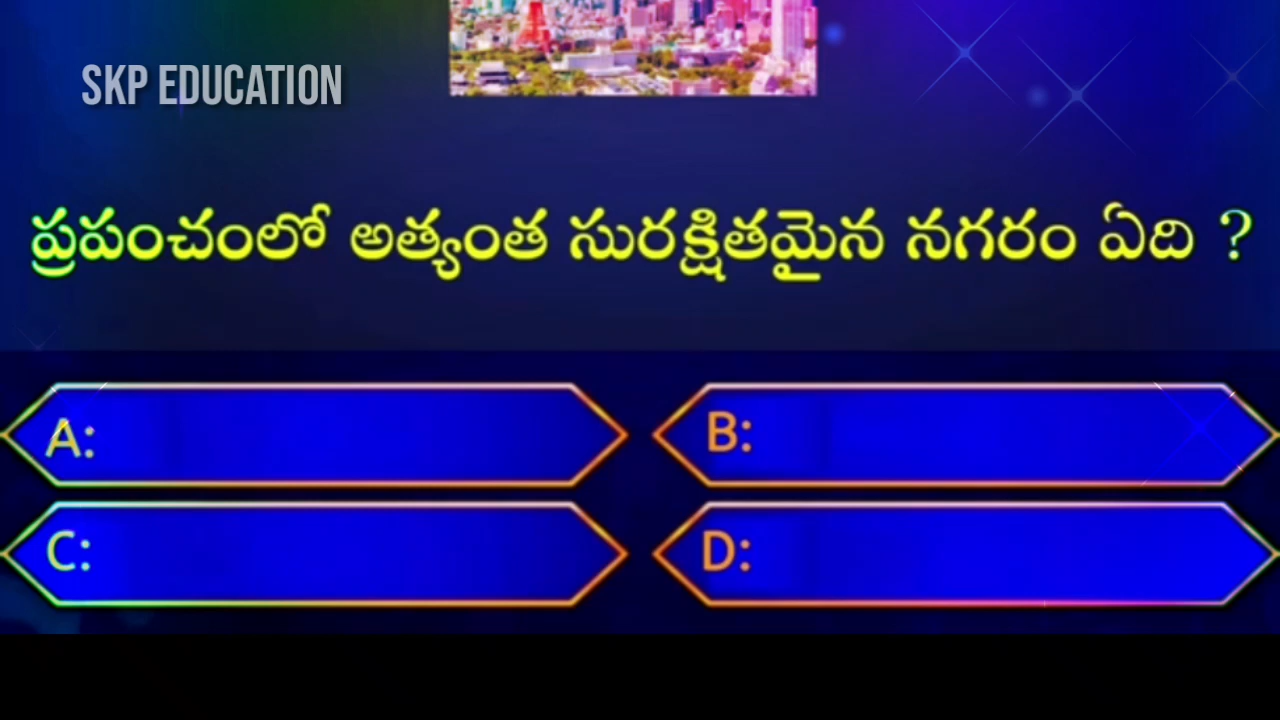 SKP EDUCATION
ప్రపంచంలో అత్యంత సురక్షితమైన నగరం ఏది ?
A:
B:
C:
D: